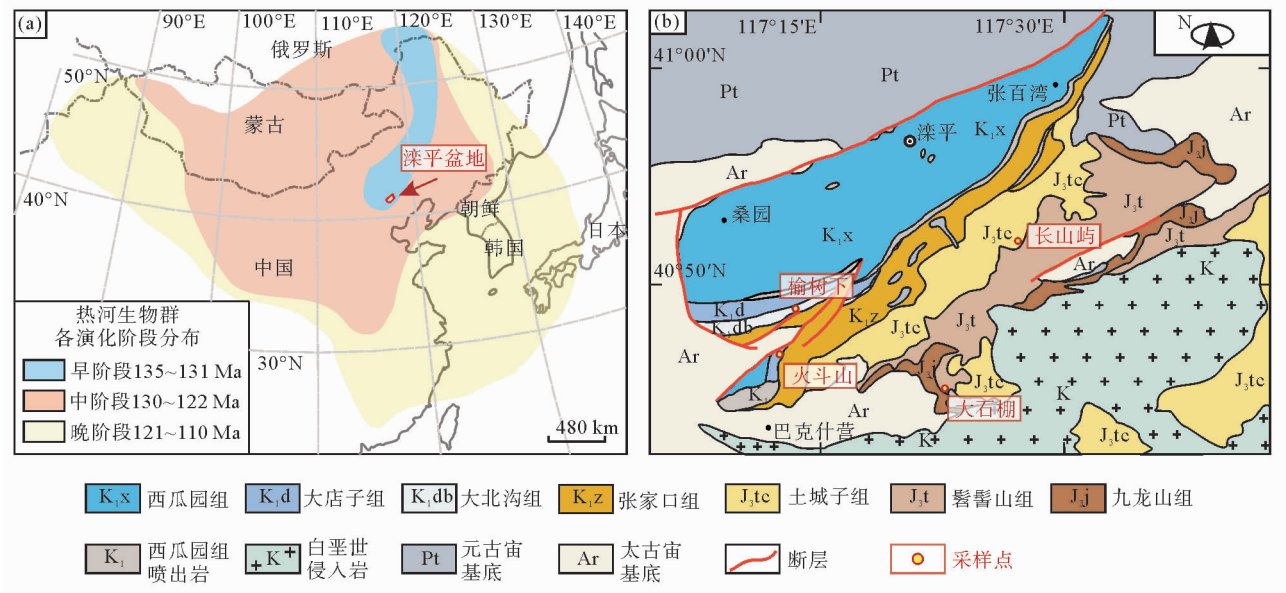 (a)
90°E
100°E
110°E
120°E
130°E
140°E
俄罗斯
50°N
蒙古
滦平盆地
40°N
朝鲜
日本
韩国
中国
30°N
热河生物群
各演化阶段分布
早阶段135~131 Ma
中阶段130~122 Ma
晚阶段121~110 Ma
480 km
(b)
117°15'E
117°30'E
N
41°00'N
Pt
Pt
张百湾
滦平
K₁x
Pt
Ar
J₃j
Ar
J₃tc
桑园
J₃t
K₁x
J₃tc
长山峪
J₃j
J₃t
Ar
40°50'N
K
榆树下
K₁d
K₁db
K₁z
J₃tc
J₃t
Ar
火斗山
J₃j
J₃tc
J₃tc
K₁
大石棚
K
Ar
巴克什营
K
J₃tc
K₁x 西瓜园组
K₁d 大店子组
K₁db 大北沟组
K₁z 张家口组
J₃tc 土城子组
J₃t 髫髻山组
J₃j 九龙山组
K₁ 西瓜园组
喷出岩
K 白垩世
侵入岩
Pt 元古宙
基底
Ar 太古宙
基底
断层
采样点